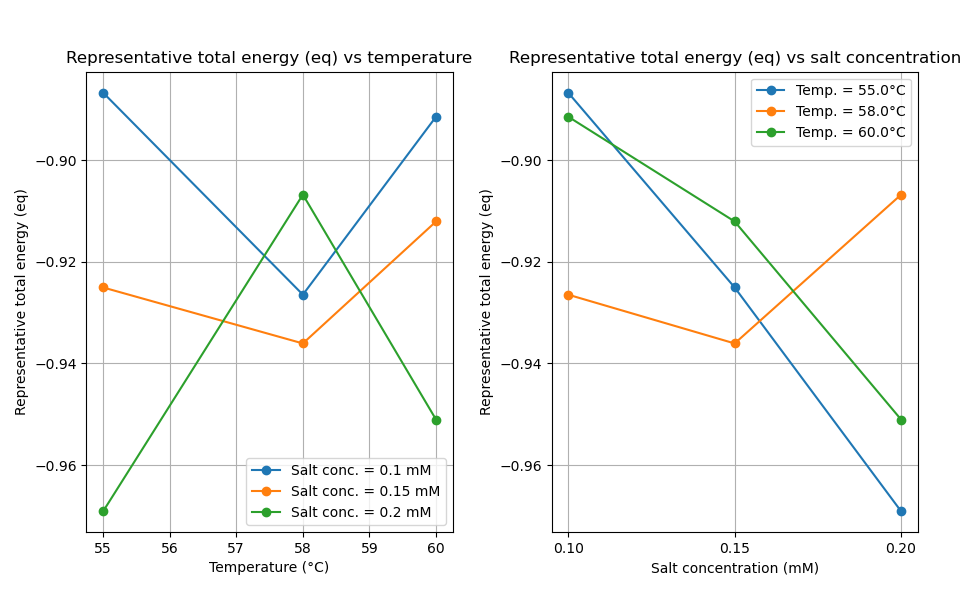 Representative total energy (eq) vs temperature
Representative total energy (eq)
−0.90
−0.92
−0.94
−0.96
55
56
57
58
59
60
Temperature (°C)
Salt conc. = 0.1 mM
Salt conc. = 0.15 mM
Salt conc. = 0.2 mM
Representative total energy (eq) vs salt concentration
Representative total energy (eq)
−0.90
−0.92
−0.94
−0.96
0.10
0.15
0.20
Salt concentration (mM)
Temp. = 55.0°C
Temp. = 58.0°C
Temp. = 60.0°C